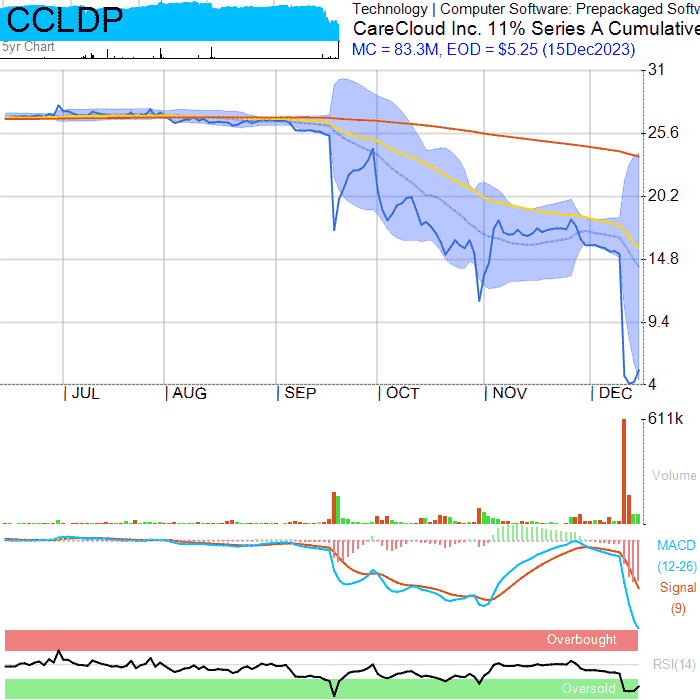 CCLDP
5yr Chart
Technology | Computer Software: Prepackaged Softw
CareCloud Inc. 11% Series A Cumulative
MC = 83.3M, EOD = $5.25 (15Dec2023)
31
25.6
20.2
14.8
9.4
4
JUL AUG SEP OCT NOV DEC
611k
Volume
MACD
(12-26)
Signal
(9)
Overbought
RSI(14)
Oversold